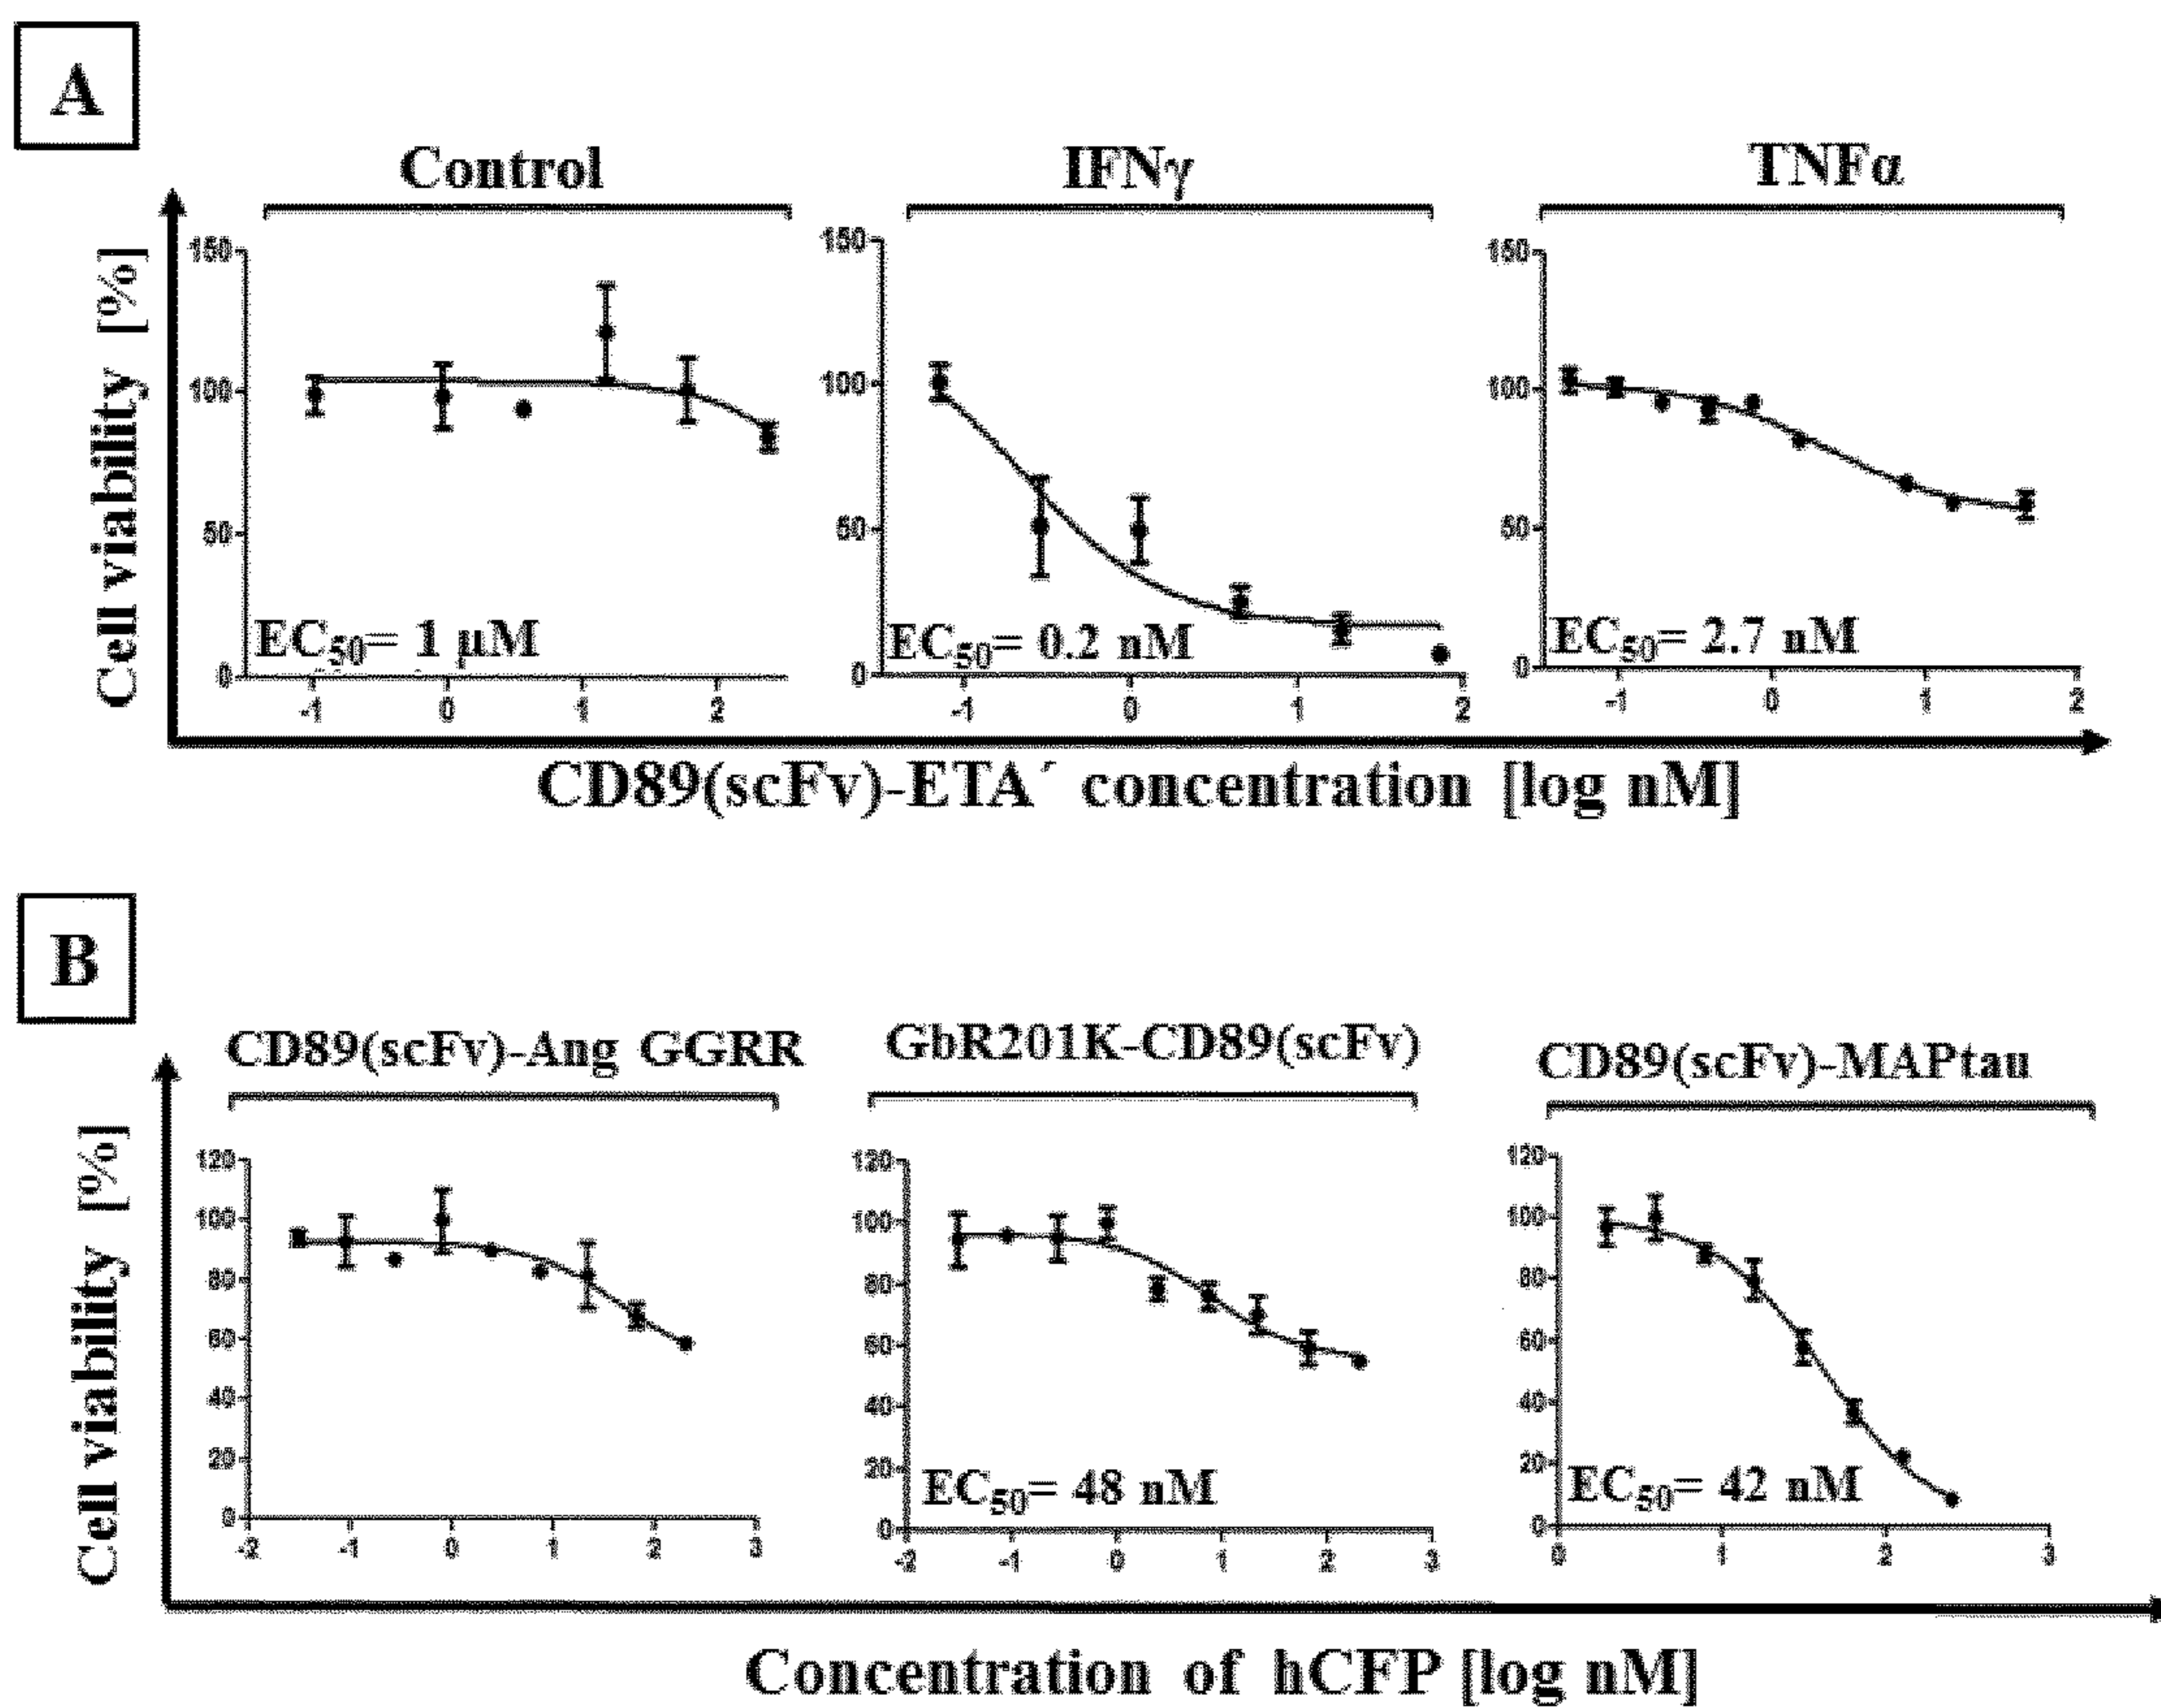 A
Control
IFNγ
TNFα
Cell viability [%]
150
100
50
0
EC50= 1 µM
-1 0 1 2
150
100
50
0
EC50= 0.2 nM
-1 0 1 2
150
100
50
0
EC50= 2.7 nM
-1 0 1 2
CD89(scFv)-ETA´ concentration [log nM]
B
CD89(scFv)-Ang GGRR
GbR201K-CD89(scFv)
CD89(scFv)-MAPtau
Cell viability [%]
120
100
80
60
40
20
0
-2 -1 0 1 2 3
120
100
80
60
40
20
0
EC50= 48 nM
-2 -1 0 1 2 3
120
100
80
60
40
20
0
EC50= 42 nM
0 1 2 3
Concentration of hCFP [log nM]